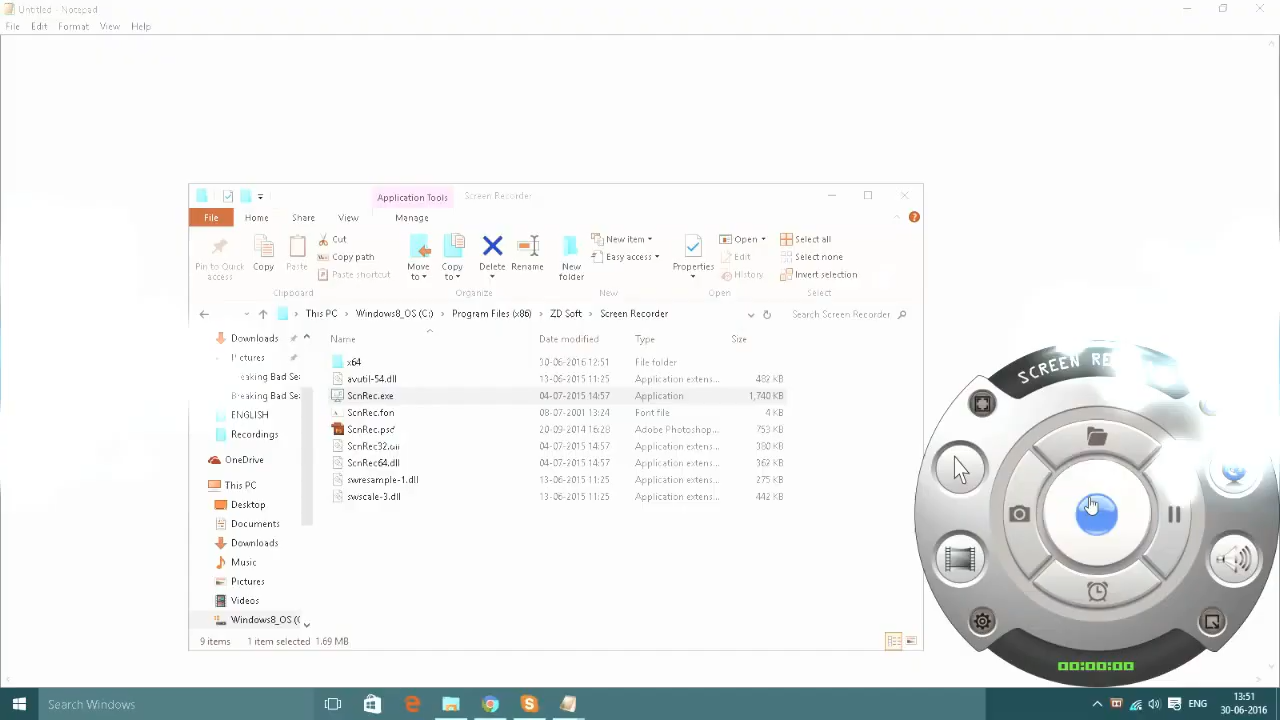 Untitled - Notepad
File Edit Format View Help
Application Tools Screen Recorder
File Home Share View Manage
Pin to Quick access
Copy
Paste
Cut
Copy path
Paste shortcut
Clipboard
Move to
Copy to
Delete
Rename
Organize
New folder
New item
Easy access
New
Properties
Open
Edit
History
Open
Select all
Select none
Invert selection
Select
This PC Windows8_OS (C:) Program Files (x86) ZD Soft Screen Recorder Search Screen Recorder
Name Date modified Type Size
x64 30-06-2016 12:51 File folder
avutil-54.dll 13-06-2015 11:25 Application extens... 482 KB
ScnRec.exe 04-07-2015 14:57 Application 1,740 KB
ScnRec.fon 08-07-2001 13:24 Font file 4 KB
ScnRec.psd 20-09-2014 16:28 Adobe Photoshop... 753 KB
ScnRec32.dll 04-07-2015 14:57 Application extens... 380 KB
ScnRec64.dll 04-07-2015 14:57 Application extens... 362 KB
swresample-1.dll 13-06-2015 11:25 Application extens... 275 KB
swscale-3.dll 13-06-2015 11:25 Application extens... 442 KB
Downloads
Pictures
Breaking Bad Se
Breaking Bad Se
ENGLISH
Recordings
OneDrive
This PC
Desktop
Documents
Downloads
Music
Pictures
Videos
Windows8_OS (C
9 items 1 item selected 1.69 MB
SCREEN RE
00:00:00
Search Windows
ENG
13:51
30-06-2016